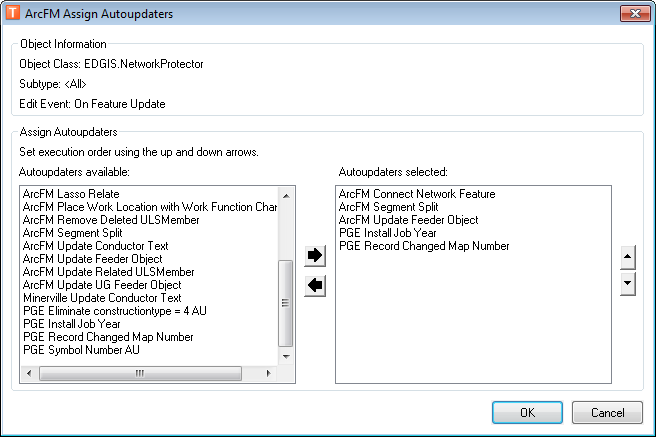 ArcFM Assign Autoupdaters
Object Information
Object Class: EDGIS.NetworkProtector
Subtype: <All>
Edit Event: On Feature Update
Assign Autoupdaters
Set execution order using the up and down arrows.
Autoupdaters available:
ArcFM Lasso Relate
ArcFM Place Work Location with Work Function Char
ArcFM Remove Deleted ULSMember
ArcFM Segment Split
ArcFM Update Conductor Text
ArcFM Update Feeder Object
ArcFM Update Related ULSMember
ArcFM Update UG Feeder Object
Minerville Update Conductor Text
PGE Eliminate constructiontype = 4 AU
PGE Install Job Year
PGE Record Changed Map Number
PGE Symbol Number AU
Autoupdaters selected:
ArcFM Connect Network Feature
ArcFM Segment Split
ArcFM Update Feeder Object
PGE Install Job Year
PGE Record Changed Map Number
OK
Cancel